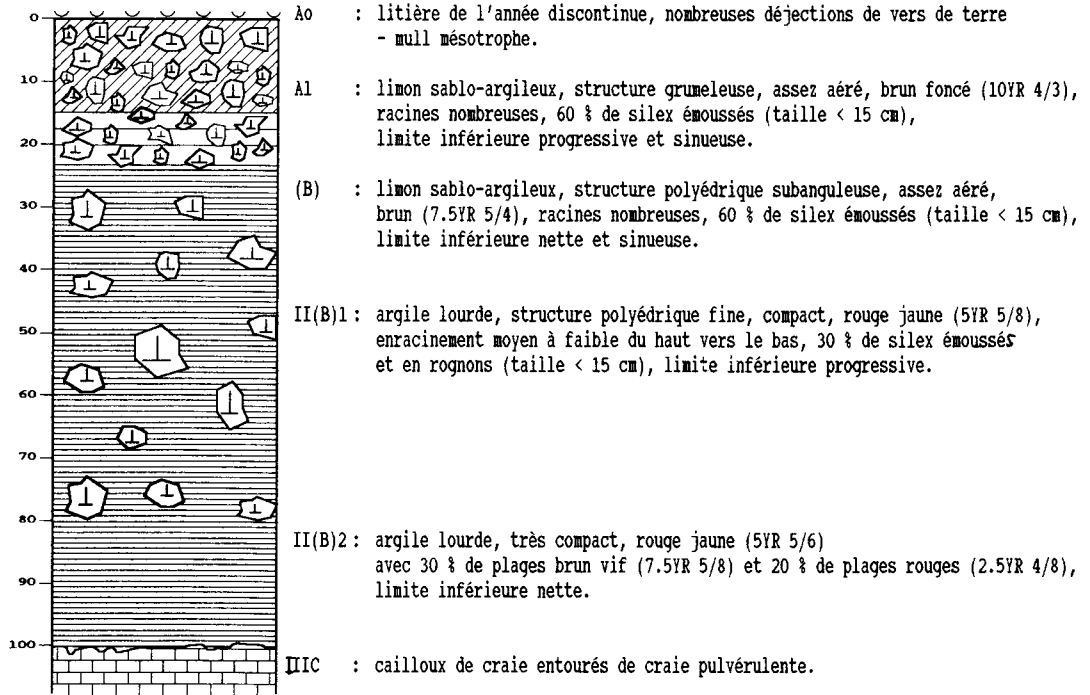 0
Ao : litière de l'année discontinue, nombreuses déjections de vers de terre
- mull mésotrophe.
10
A1 : limon sablo-argileux, structure grumeleuse, assez aéré, brun foncé (10YR 4/3),
racines nombreuses, 60 % de silex émoussés (taille < 15 cm),
limite inférieure progressive et sinueuse.
20
(B) : limon sablo-argileux, structure polyédrique subanguleuse, assez aéré,
30
brun (7.5YR 5/4), racines nombreuses, 60 % de silex émoussés (taille < 15 cm),
limite inférieure nette et sinueuse.
40
II(B)1 : argile lourde, structure polyédrique fine, compact, rouge jaune (5YR 5/8),
50
enracinement moyen à faible du haut vers le bas, 30 % de silex émoussés
et en rognons (taille < 15 cm), limite inférieure progressive.
60
70
80
II(B)2 : argile lourde, très compact, rouge jaune (5YR 5/6)
avec 30 % de plages brun vif (7.5YR 5/8) et 20 % de plages rouges (2.5YR 4/8),
90
limite inférieure nette.
100
IIIC : cailloux de craie entourés de craie pulvérulente.